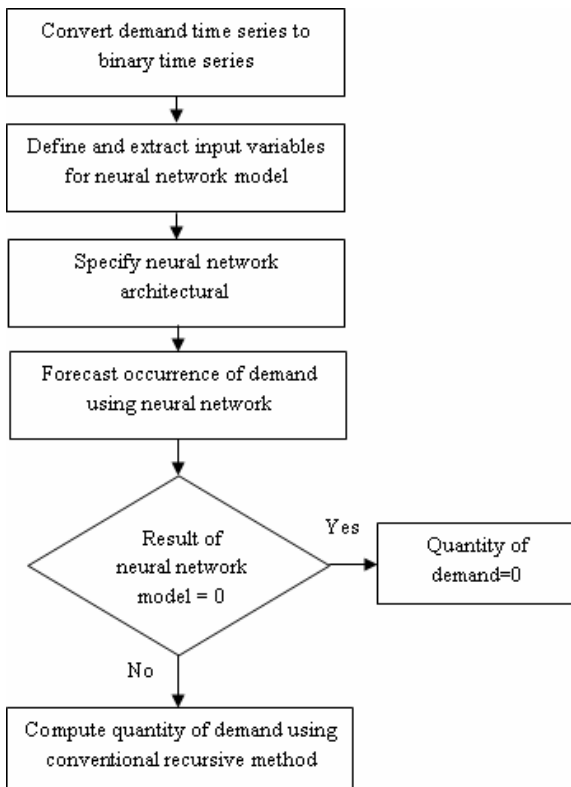 Convert demand time series to
binary time series
Define and extract input variables
for neural network model
Specify neural network
architectural
Forecast occurrence of demand
using neural network
Result of
neural network
model = 0
Yes
Quantity of
demand=0
No
Compute quantity of demand using
conventional recursive method